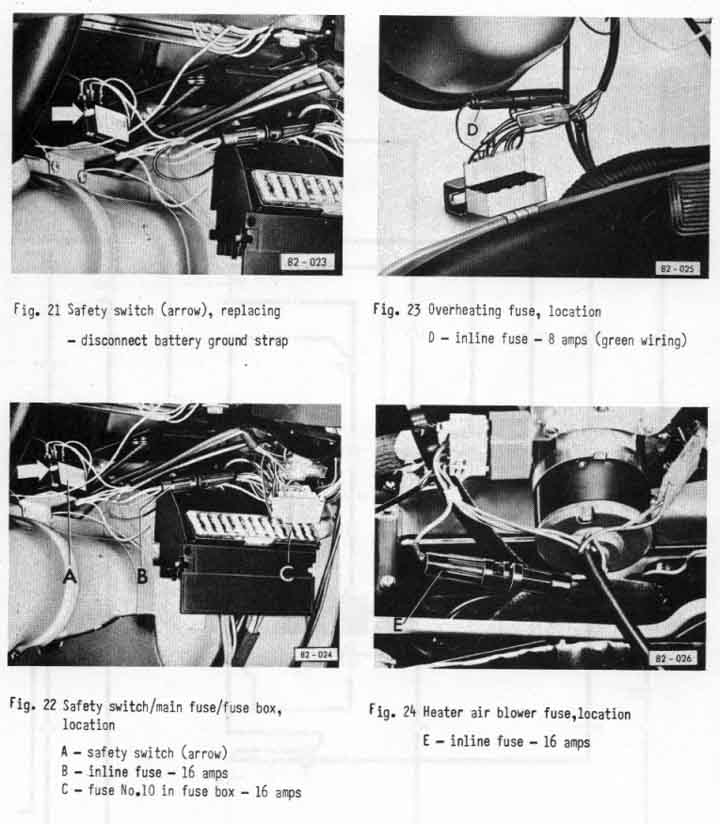 82-023
Fig. 21 Safety switch (arrow), replacing
- disconnect battery ground strap
D
82-025
Fig. 23 Overheating fuse, location
D - inline fuse - 8 amps (green wiring)
A
B
C
82-024
Fig. 22 Safety switch/main fuse/fuse box,
location
A - safety switch (arrow)
B - inline fuse - 16 amps
C - fuse No.10 in fuse box - 16 amps
E
82-026
Fig. 24 Heater air blower fuse,location
E - inline fuse - 16 amps